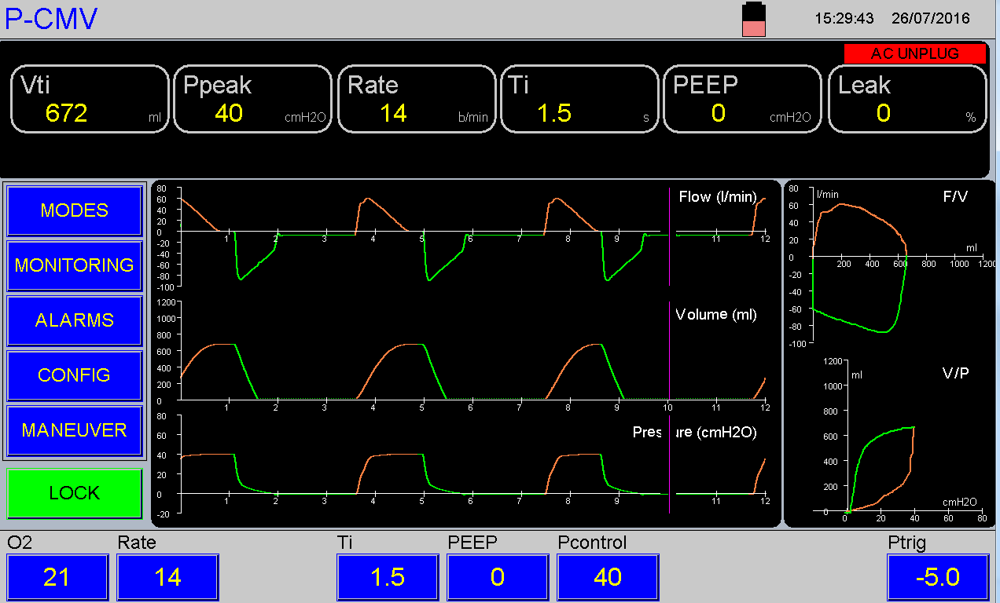 P-CMV
15:29:43 26/07/2016
AC UNPLUG
Vti
672 ml
Ppeak
40 cmH2O
Rate
14 b/min
Ti
1.5 s
PEEP
0 cmH2O
Leak
0 %
MODES
MONITORING
ALARMS
CONFIG
MANEUVER
LOCK
Flow (l/min)
80
60
40
20
0
-20
-40
-60
-80
-100
1 2 3 4 5 6 7 8 9 11 12
Volume (ml)
1200
1000
800
600
400
200
0
1 2 3 4 5 6 7 8 9 10 11 12
Pres ure (cmH2O)
80
60
40
20
0
-20
1 2 3 4 5 6 7 8 9 11 12
F/V
l/min
80
60
40
20
0
-20
-40
-60
-80
-100
ml
200 400 600 800 1000 1200
V/P
ml
1200
1000
800
600
400
200
0
cmH2O
0 20 40 60 80
O2
21
Rate
14
Ti
1.5
PEEP
0
Pcontrol
40
Ptrig
-5.0